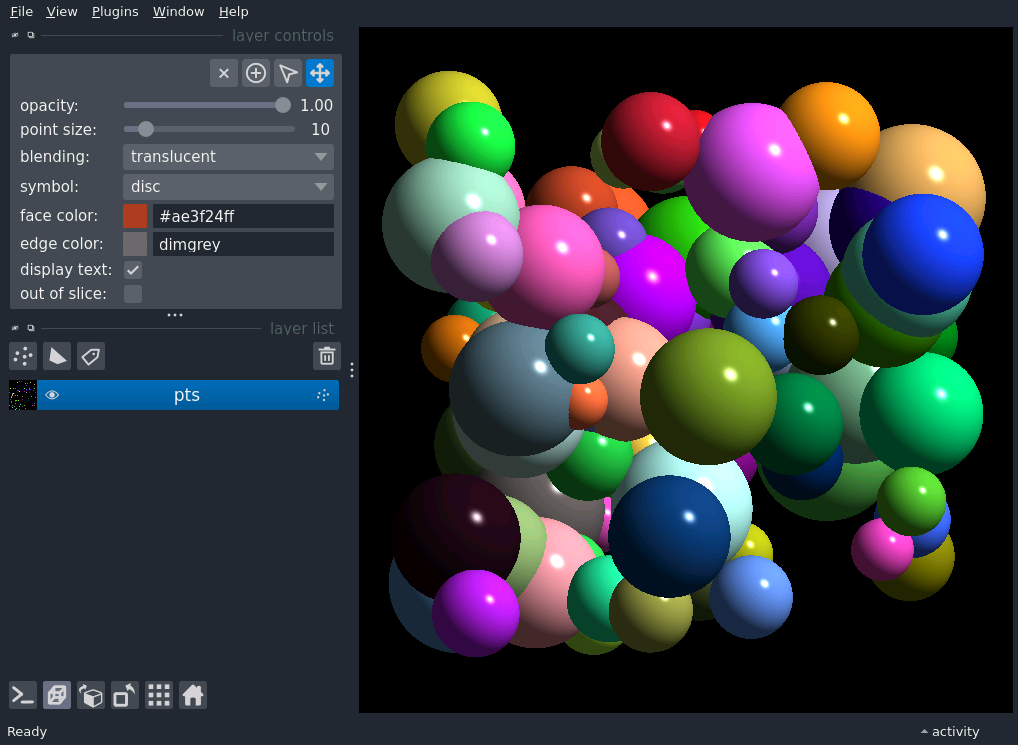 File View Plugins Window Help
layer controls
opacity: 1.00
point size: 10
blending: translucent
symbol: disc
face color: #ae3f24ff
edge color: dimgrey
display text:
out of slice:
layer list
pts
Ready activity